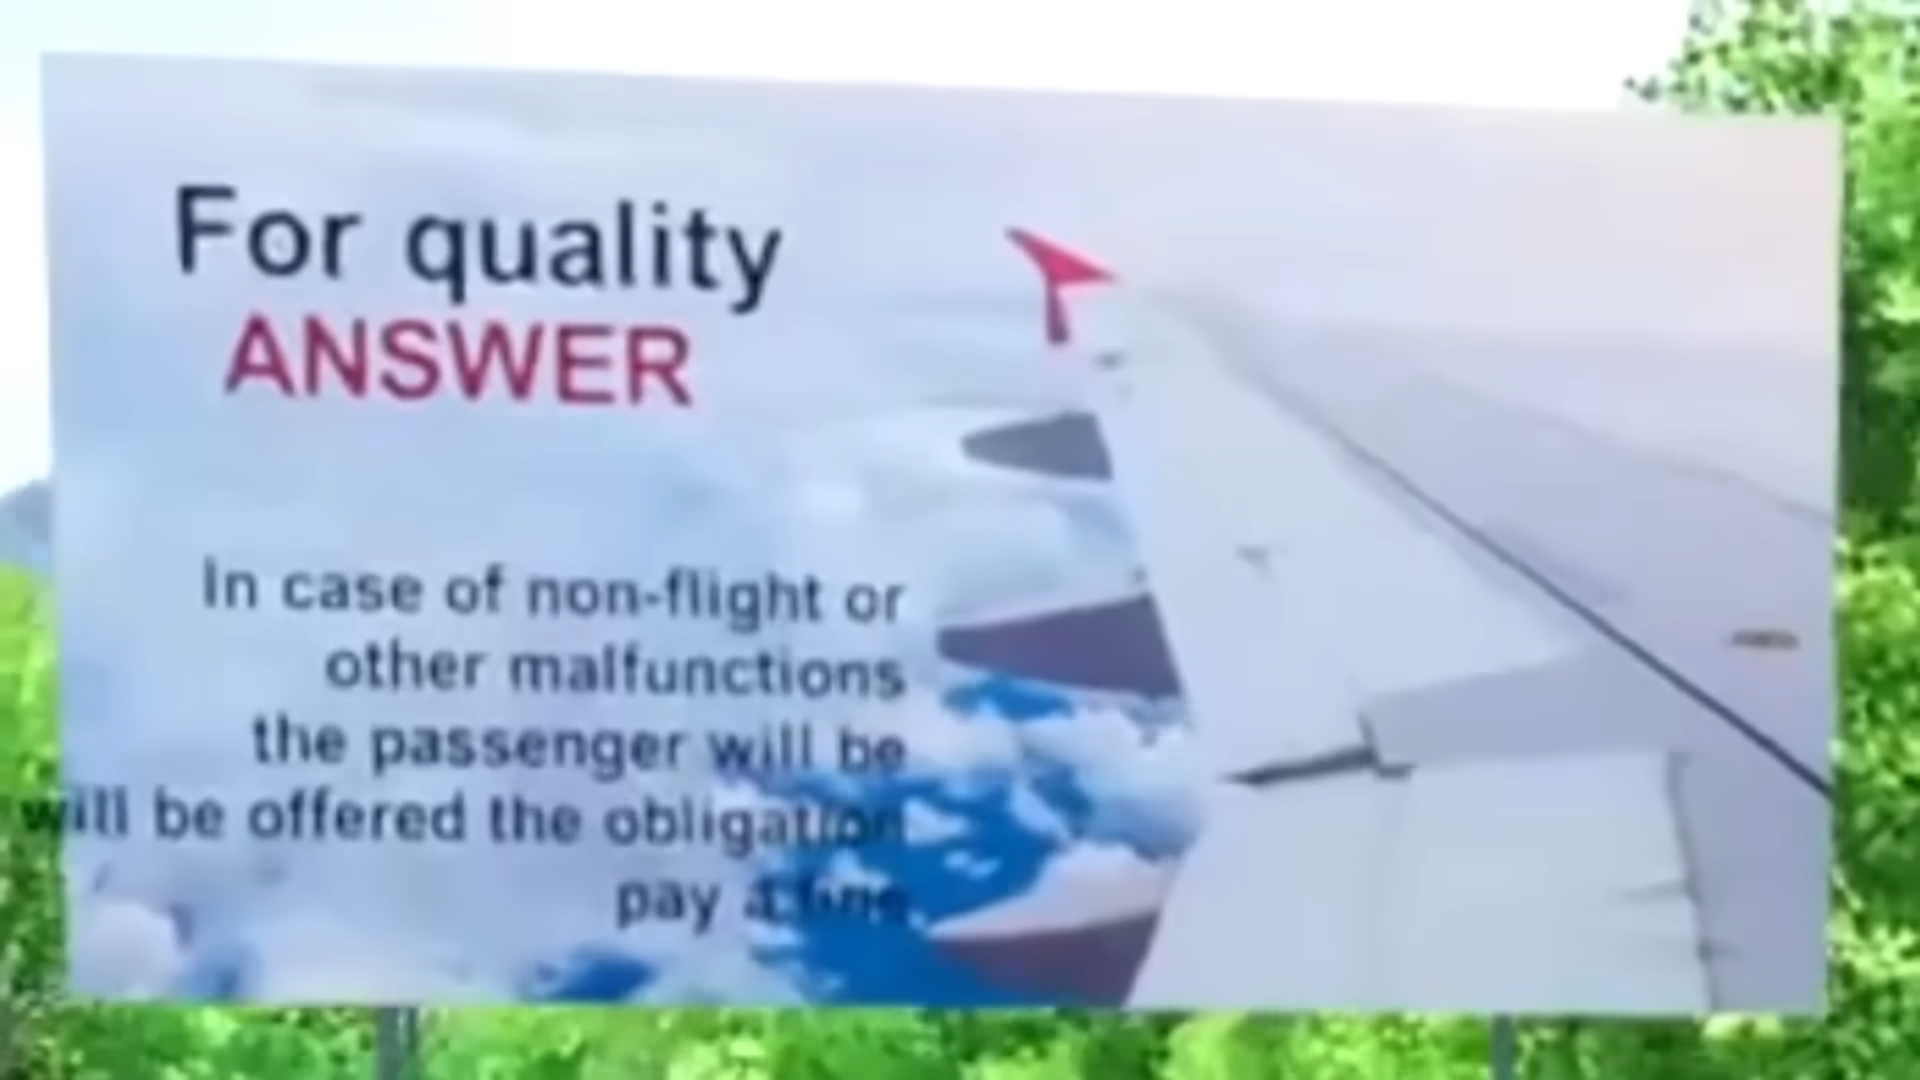 For quality
ANSWER
In case of non-flight or
other malfunctions
the passenger will be
will be offered the obligation
pay a fine